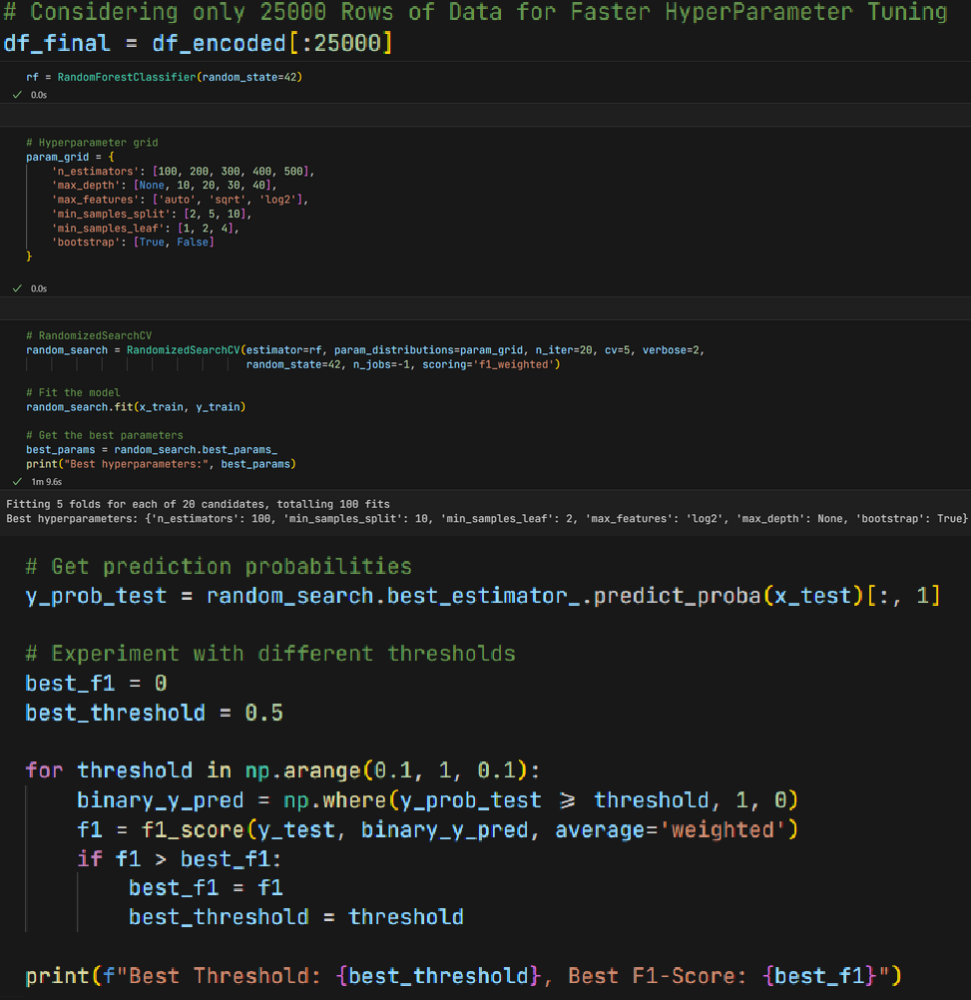 # Considering only 25000 Rows of Data for Faster HyperParameter Tuning
df_final = df_encoded[:25000]
rf = RandomForestClassifier(random_state=42)
✓ 0.0s
# Hyperparameter grid
param_grid = {
    'n_estimators': [100, 200, 300, 400, 500],
    'max_depth': [None, 10, 20, 30, 40],
    'max_features': ['auto', 'sqrt', 'log2'],
    'min_samples_split': [2, 5, 10],
    'min_samples_leaf': [1, 2, 4],
    'bootstrap': [True, False]
}
✓ 0.0s
# RandomizedSearchCV
random_search = RandomizedSearchCV(estimator=rf, param_distributions=param_grid, n_iter=20, cv=5, verbose=2,
                                   random_state=42, n_jobs=-1, scoring='f1_weighted')
# Fit the model
random_search.fit(x_train, y_train)
# Get the best parameters
best_params = random_search.best_params_
print("Best hyperparameters:", best_params)
✓ 1m 9.6s
Fitting 5 folds for each of 20 candidates, totalling 100 fits
Best hyperparameters: {'n_estimators': 100, 'min_samples_split': 10, 'min_samples_leaf': 2, 'max_features': 'log2', 'max_depth': None, 'bootstrap': True}
# Get prediction probabilities
y_prob_test = random_search.best_estimator_.predict_proba(x_test)[:, 1]
# Experiment with different thresholds
best_f1 = 0
best_threshold = 0.5
for threshold in np.arange(0.1, 1, 0.1):
    binary_y_pred = np.where(y_prob_test ⩾ threshold, 1, 0)
    f1 = f1_score(y_test, binary_y_pred, average='weighted')
    if f1 > best_f1:
        best_f1 = f1
        best_threshold = threshold
print(f"Best Threshold: {best_threshold}, Best F1-Score: {best_f1}")